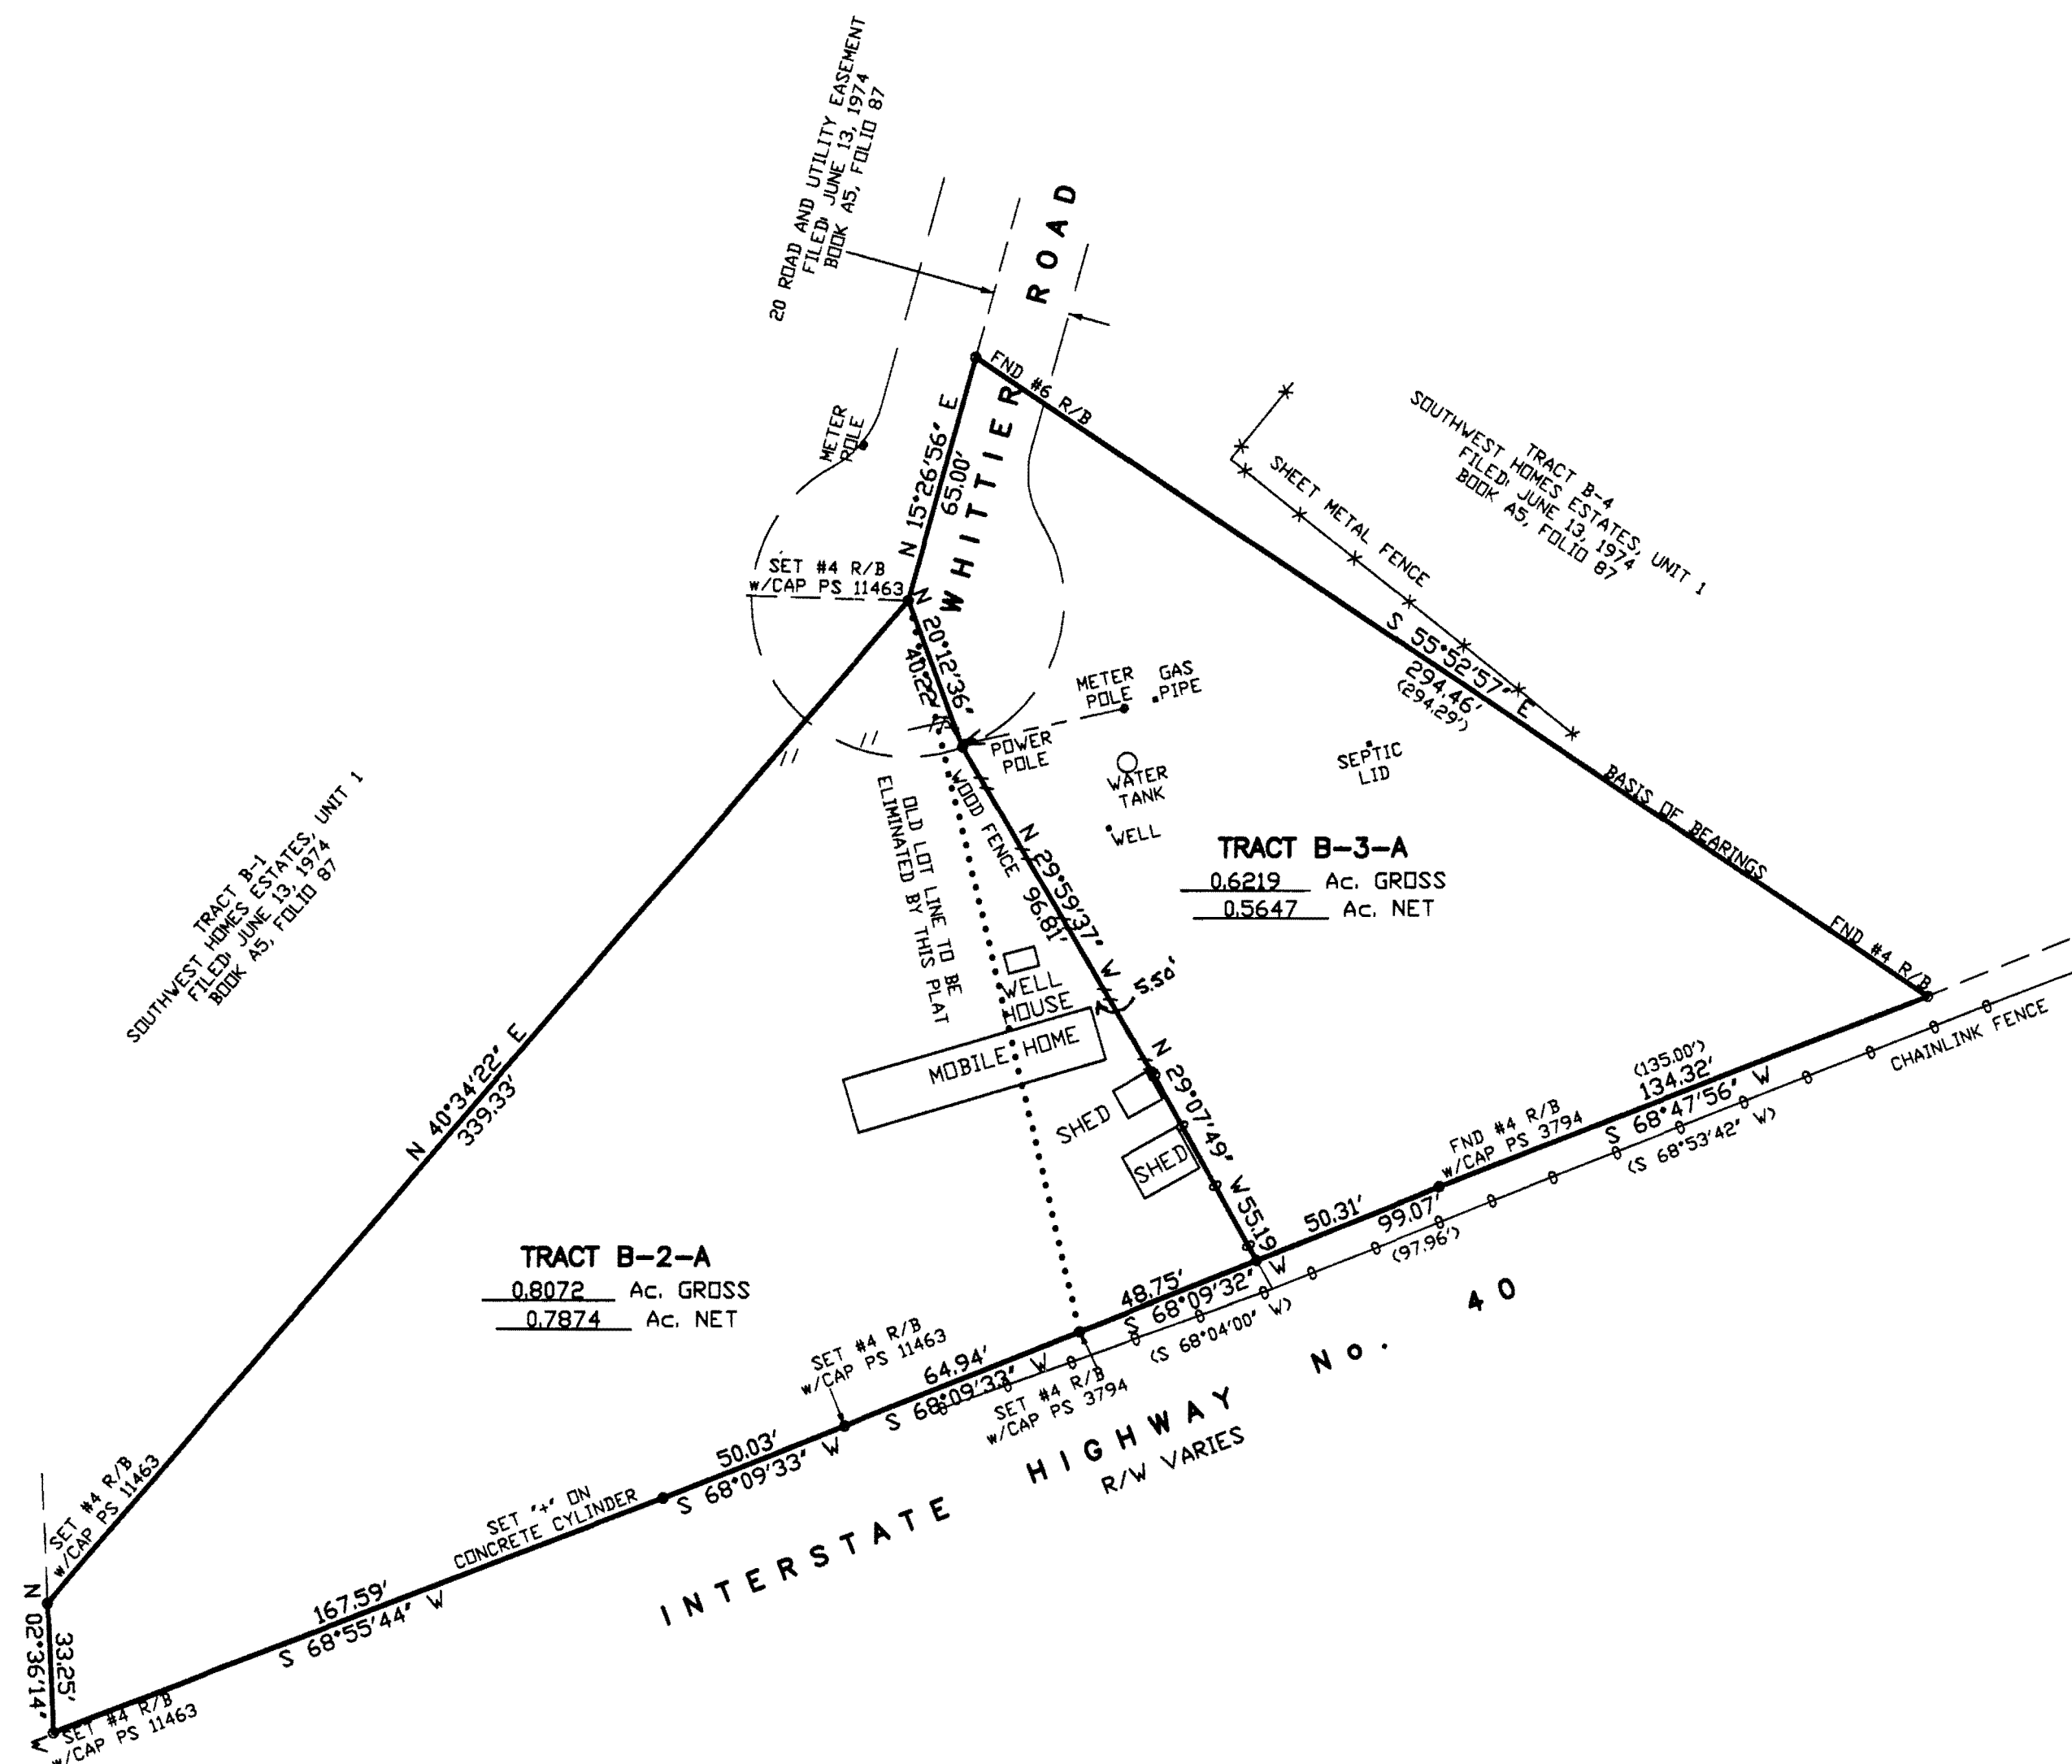 20 ROAD AND UTILITY EASEMENT
FILED: JUNE 13, 1974
BOOK A5, FOLIO 87
WHITTIER ROAD
FND #6 R/B
METER
POLE
N 15°26'56" E
65.00'
SET #4 R/B
w/CAP PS 11463
N 20°12'36" W
40.22'
TRACT B-4
SOUTHWEST HOMES ESTATES, UNIT 1
FILED: JUNE 13, 1974
BOOK A5, FOLIO 87
SHEET METAL FENCE
S 55°52'57" E
294.46'
(294.29')
BASIS OF BEARINGS
FND #4 R/B
METER
POLE
GAS
PIPE
POWER
POLE
WATER
TANK
WELL
SEPTIC
LID
TRACT B-3-A
0.6219 Ac. GROSS
0.5647 Ac. NET
WOOD FENCE
N 29°59'37" W
96.81'
5.50'
OLD LOT LINE TO BE
ELIMINATED BY THIS PLAT
WELL
HOUSE
MOBILE HOME
SHED
SHED
N 29°07'49" W 55.19
TRACT B-1
SOUTHWEST HOMES ESTATES, UNIT 1
FILED: JUNE 13, 1974
BOOK A5, FOLIO 87
N 40°34'22" E
339.33'
TRACT B-2-A
0.8072 Ac. GROSS
0.7874 Ac. NET
(135.00')
134.32'
S 68°47'56" W
(S 68°53'42" W)
CHAINLINK FENCE
FND #4 R/B
w/CAP PS 3794
50.31'
99.07'
(97.96')
48.75'
S 68°09'32" W
(S 68°04'00" W)
SET #4 R/B
w/CAP PS 3794
64.94'
S 68°09'33" W
SET #4 R/B
w/CAP PS 11463
50.03'
S 68°09'33" W
SET "+" ON
CONCRETE CYLINDER
167.59'
S 68°55'44" W
SET #4 R/B
w/CAP PS 11463
N 02°36'14" W
33.25'
SET #4 R/B
w/CAP PS 11463
INTERSTATE HIGHWAY No. 40
R/W VARIES